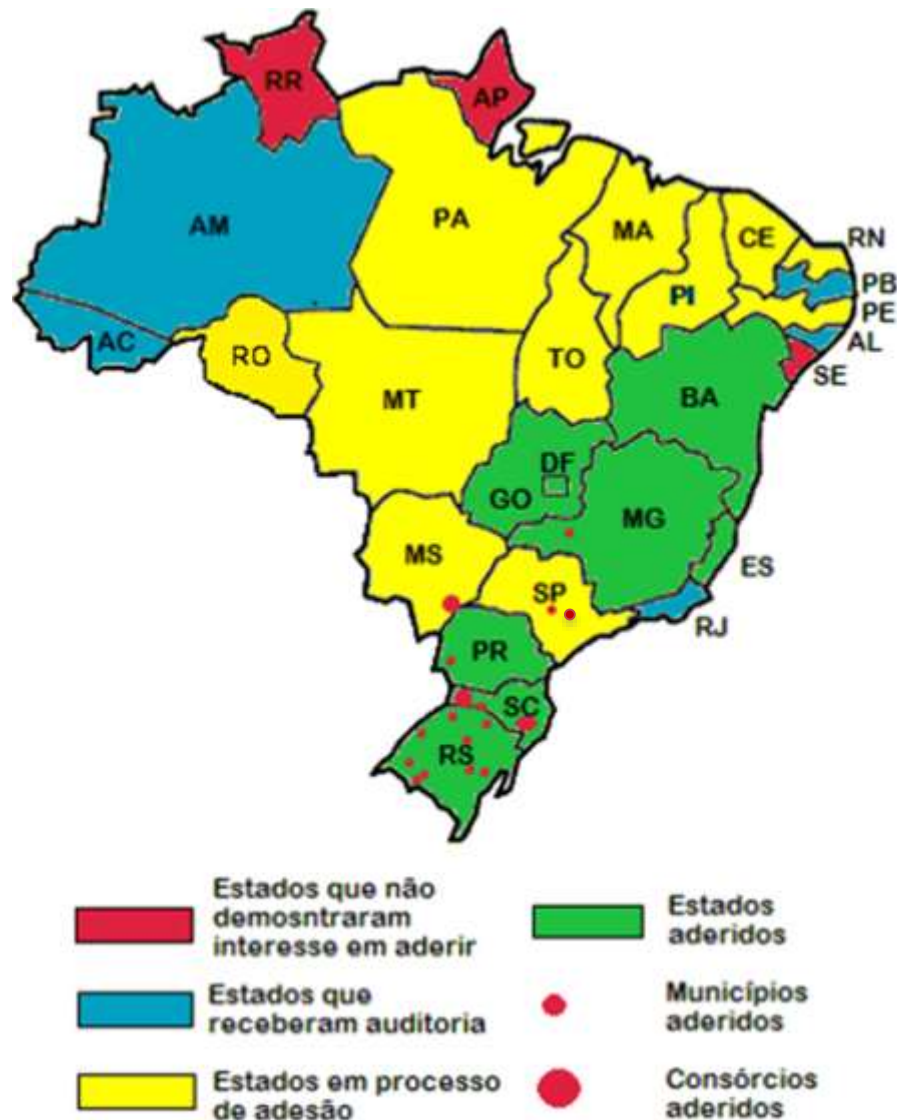 RR
AP
AM
PA
MA
CE
RN
PB
PI
PE
AC
AL
RO
TO
SE
MT
BA
DF
GO
MG
MS
ES
SP
RJ
PR
SC
RS
Estados que não
demosntraram
interesse em aderir
Estados que
receberam auditoria
Estados em processo
de adesão
Estados
aderidos
Municípios
aderidos
Consórcios
aderidos